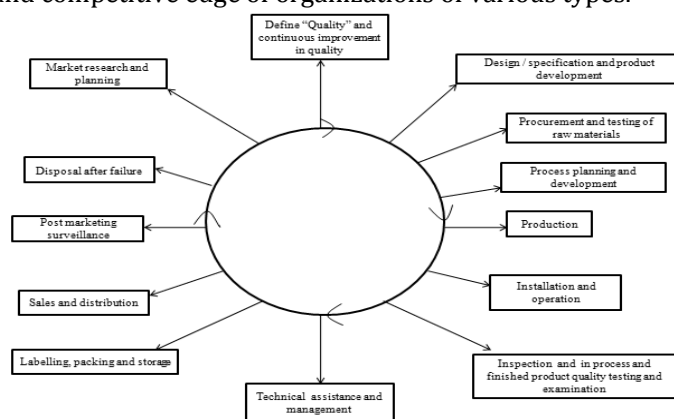 and competitive edge of organizations of various types.
Define “Quality” and
continuous improvement
in quality
Design / specification and product
development
Procurement and testing of
raw materials
Process planning and
development
Production
Installation and
operation
Inspection and in process and
finished product quality testing and
examination
Technical assistance and
management
Labelling, packing and storage
Sales and distribution
Post marketing
surveillance
Disposal after failure
Market research and
planning